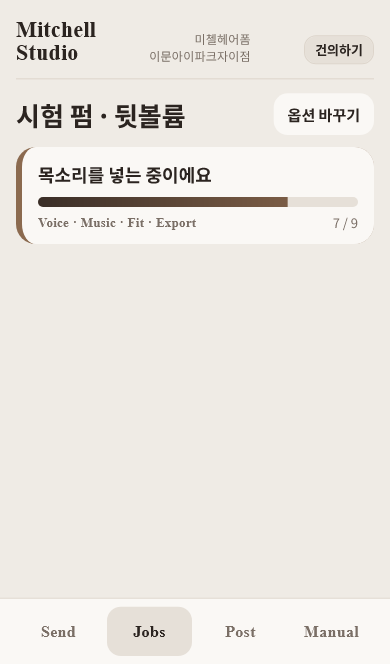 Mitchell
Studio
미젤헤어폼
이문아이파크자이점
건의하기
시험 펌 · 뒷볼륨
옵션 바꾸기
목소리를 넣는 중이에요
Voice · Music · Fit · Export
7 / 9
Send
Jobs
Post
Manual